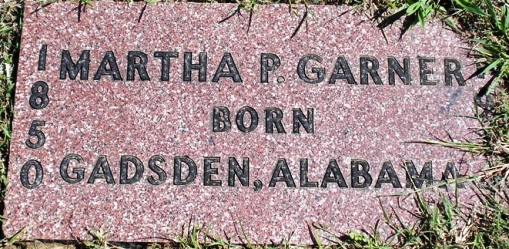 1850
MARTHA P. GARNER
BORN
GADSDEN, ALABAMA